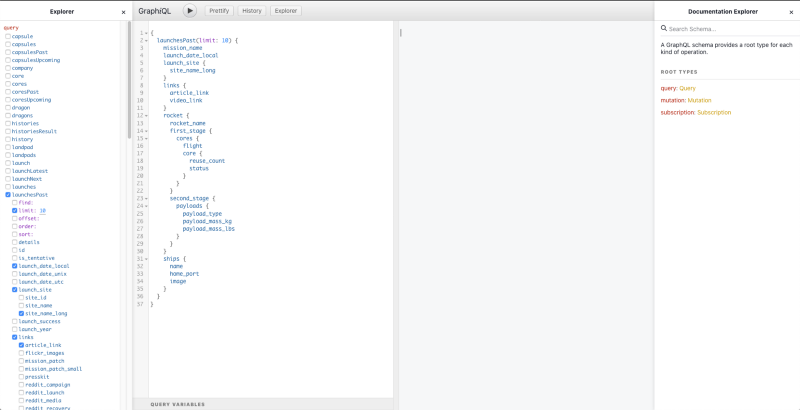 Explorer
×
query
capsule
capsules
capsulesPast
capsulesUpcoming
company
core
cores
coresPast
coresUpcoming
dragon
dragons
histories
historiesResult
history
landpad
landpads
launch
launchLatest
launchNext
launches
launchesPast
find:
limit: 10
offset:
order:
sort:
details
id
is_tentative
launch_date_local
launch_date_unix
launch_date_utc
launch_site
site_id
site_name
site_name_long
launch_success
launch_year
links
article_link
flickr_images
mission_patch
mission_patch_small
presskit
reddit_campaign
reddit_launch
reddit_media
reddit_recovery
GraphiQL
Prettify
History
Explorer
1 {
2 launchesPast(limit: 10) {
3 mission_name
4 launch_date_local
5 launch_site {
6 site_name_long
7 }
8 links {
9 article_link
10 video_link
11 }
12 rocket {
13 rocket_name
14 first_stage {
15 cores {
16 flight
17 core {
18 reuse_count
19 status
20 }
21 }
22 }
23 second_stage {
24 payloads {
25 payload_type
26 payload_mass_kg
27 payload_mass_lbs
28 }
29 }
30 }
31 ships {
32 name
33 home_port
34 image
35 }
36 }
37 }
QUERY VARIABLES
Documentation Explorer
×
Search Schema...
A GraphQL schema provides a root type for each
kind of operation.
ROOT TYPES
query: Query
mutation: Mutation
subscription: Subscription